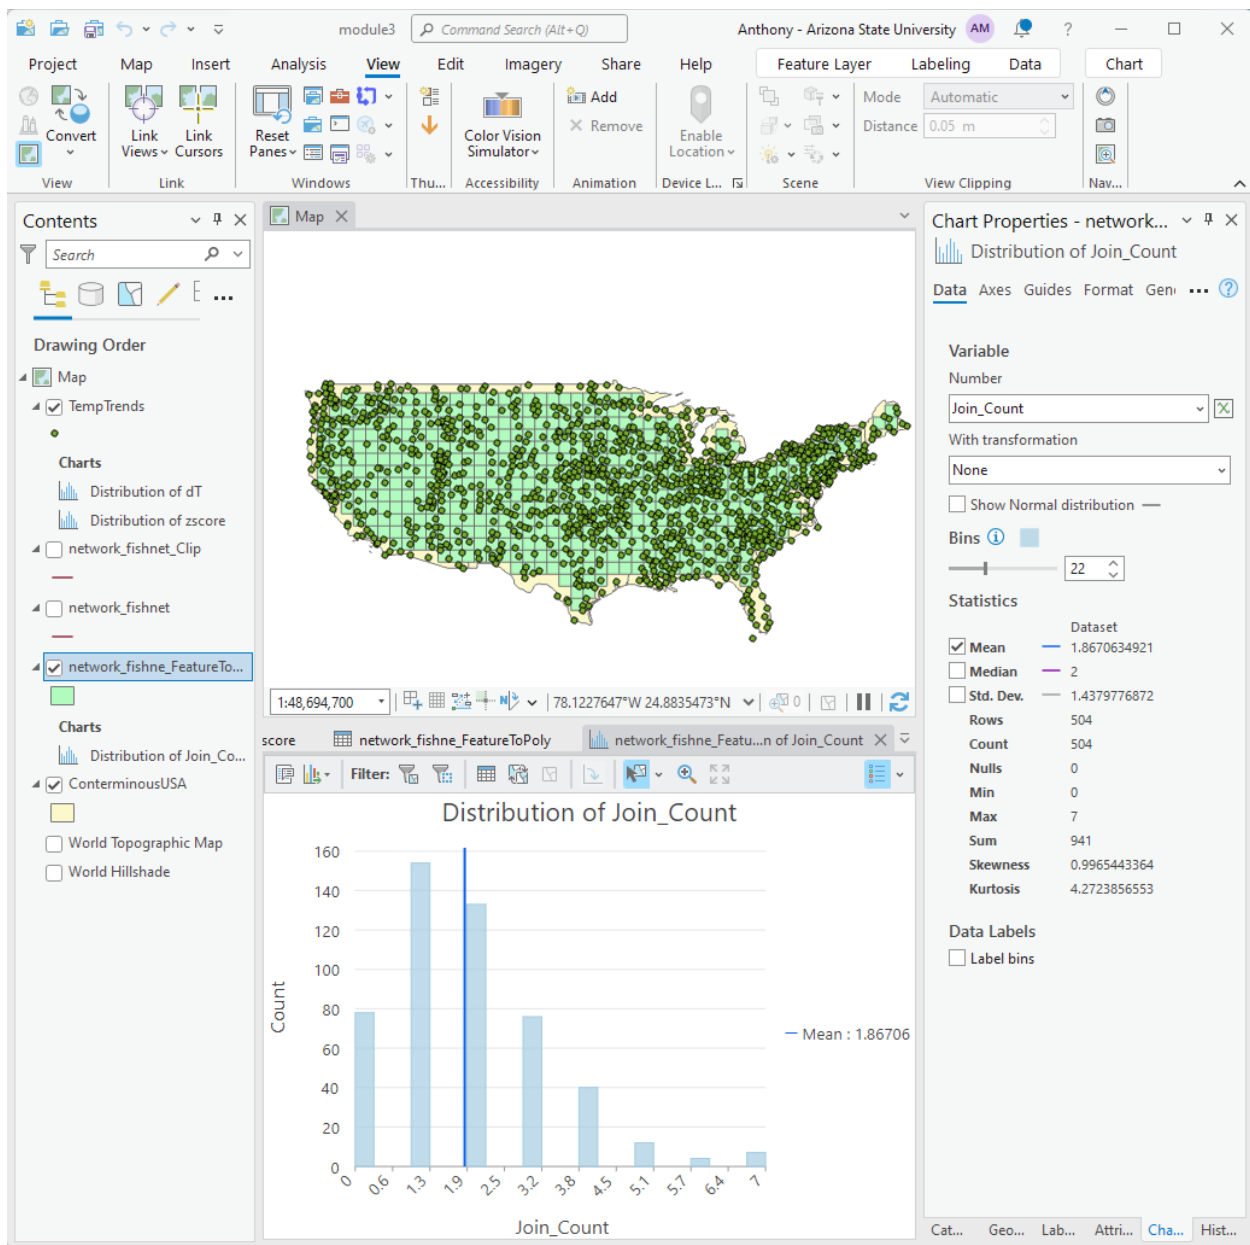 module3
Command Search (Alt+Q)
Anthony - Arizona State University
AM
?
Project Map Insert Analysis View Edit Imagery Share Help Feature Layer Labeling Data Chart
Convert
Link Views
Link Cursors
Reset Panes
Color Vision Simulator
Add
Remove
Enable Location
Mode Automatic
Distance 0.05 m
View Link Windows Thu... Accessibility Animation Device L... Scene View Clipping Nav...
Contents
Search
Drawing Order
Map
TempTrends
Charts
Distribution of dT
Distribution of zscore
network_fishnet_Clip
network_fishnet
network_fishne_FeatureTo...
Charts
Distribution of Join_Co...
ConterminousUSA
World Topographic Map
World Hillshade
Map
1:48,694,700
N
78.1227647°W 24.8835473°N
0
score
network_fishne_FeatureToPoly
network_fishne_Featu...n of Join_Count
Filter:
Distribution of Join_Count
Count
160
140
120
100
80
60
40
20
0
0 0.6 1.3 1.9 2.5 3.2 3.8 4.5 5.1 5.7 6.4 7
Join_Count
Mean : 1.86706
Chart Properties - network...
Distribution of Join_Count
Data Axes Guides Format Gen ... ?
Variable
Number
Join_Count
With transformation
None
Show Normal distribution
Bins
22
Statistics
Dataset
Mean 1.8670634921
Median 2
Std. Dev. 1.4379776872
Rows 504
Count 504
Nulls 0
Min 0
Max 7
Sum 941
Skewness 0.9965443364
Kurtosis 4.2723856553
Data Labels
Label bins
Cat... Geo... Lab... Attri... Cha... Hist...